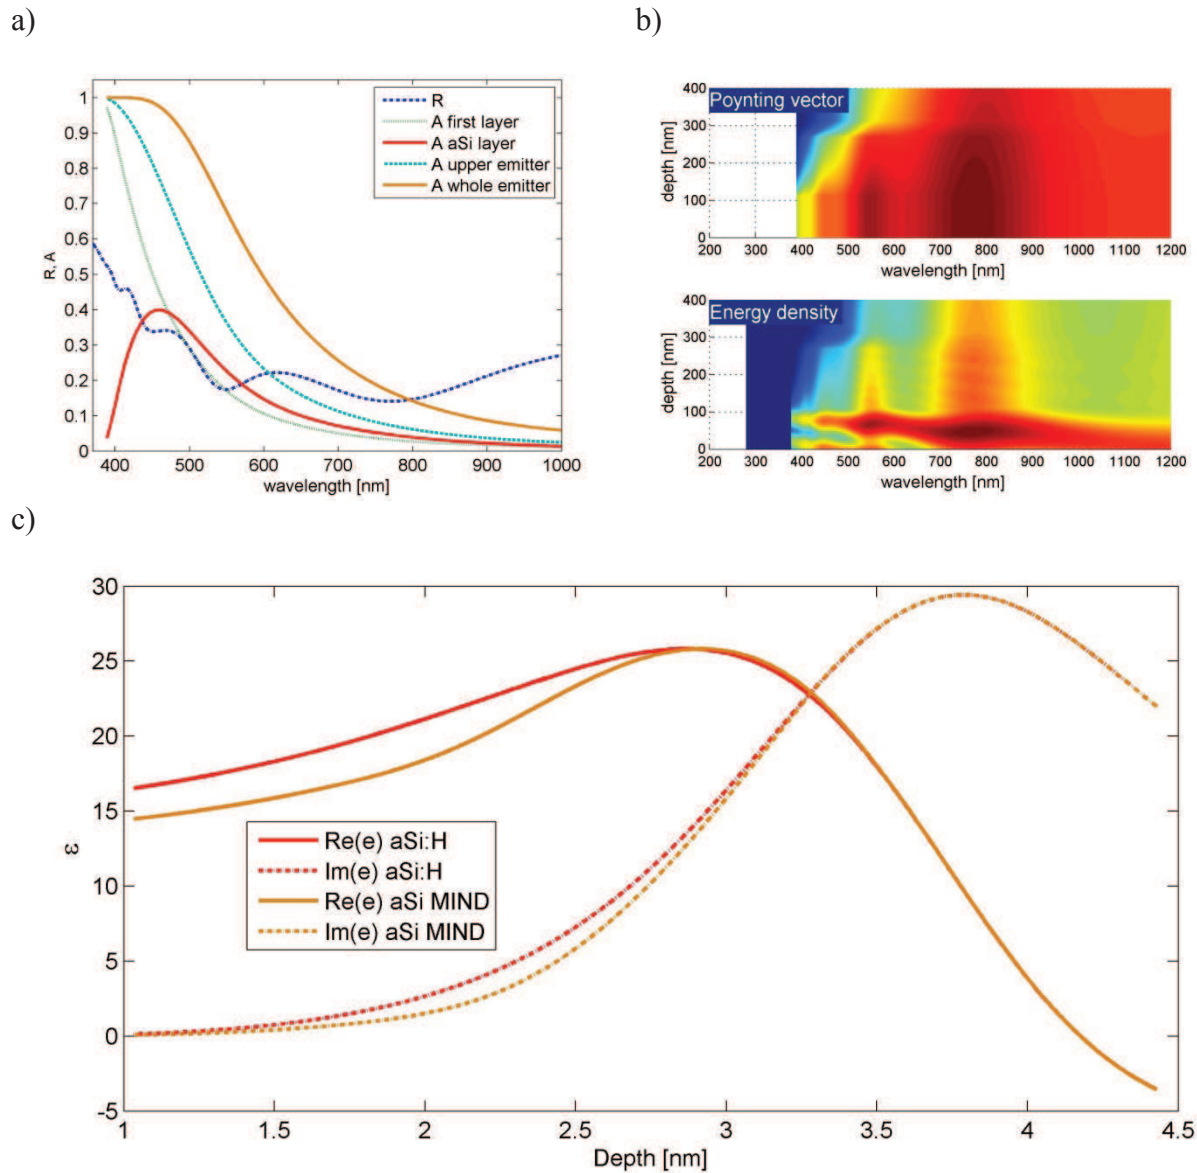 a)
b)
1
0.9
0.8
0.7
0.6
0.5
0.4
0.3
0.2
0.1
0
R, A
400 500 600 700 800 900 1000
wavelength [nm]
R
A first layer
A aSi layer
A upper emitter
A whole emitter
Poynting vector
400
300
200
100
0
depth [nm]
200 300 400 500 600 700 800 900 1000 1100 1200
wavelength [nm]
Energy density
400
300
200
100
0
depth [nm]
200 300 400 500 600 700 800 900 1000 1100 1200
wavelength [nm]
c)
30
25
20
15
10
5
0
-5
ε
Re(e) aSi:H
Im(e) aSi:H
Re(e) aSi MIND
Im(e) aSi MIND
1 1.5 2 2.5 3 3.5 4 4.5
Depth [nm]